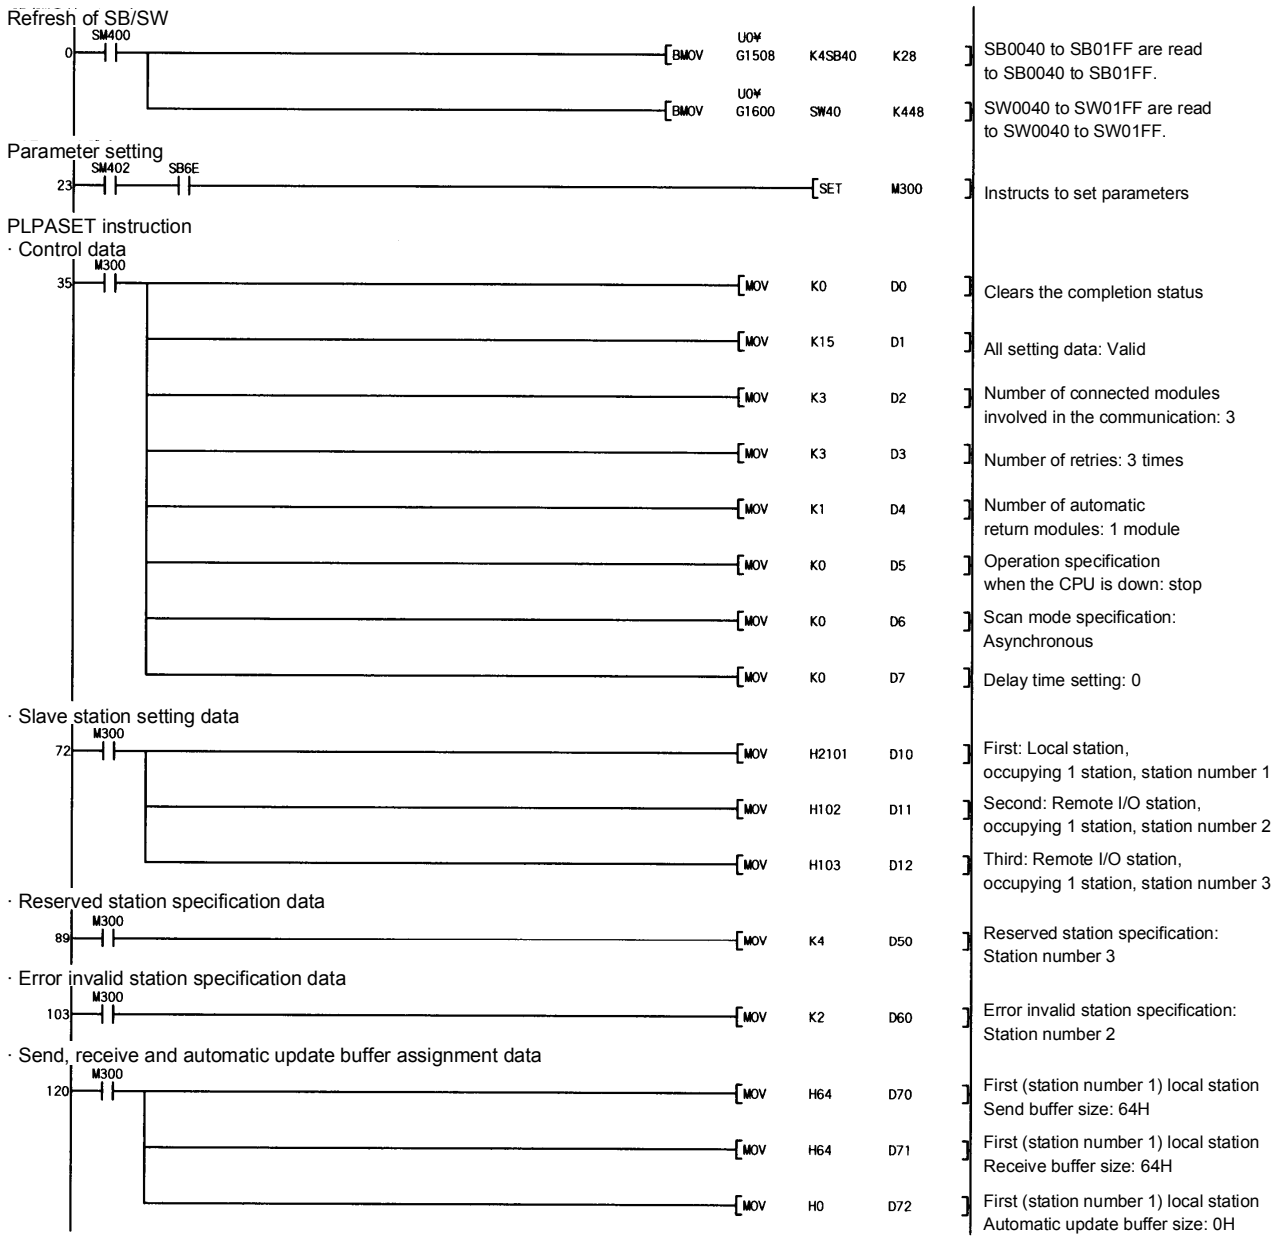 Refresh of SB/SW
SM400
0
U0¥
[BMOV G1508 K4SB40 K28 ]
SB0040 to SB01FF are read
to SB0040 to SB01FF.
U0¥
[BMOV G1600 SW40 K448 ]
SW0040 to SW01FF are read
to SW0040 to SW01FF.
Parameter setting
SM402 SB6E
23 [SET M300 ] Instructs to set parameters
PLPASET instruction
· Control data
M300
35 [MOV K0 D0 ] Clears the completion status
[MOV K15 D1 ] All setting data: Valid
[MOV K3 D2 ]
Number of connected modules
involved in the communication: 3
[MOV K3 D3 ] Number of retries: 3 times
[MOV K1 D4 ]
Number of automatic
return modules: 1 module
[MOV K0 D5 ]
Operation specification
when the CPU is down: stop
[MOV K0 D6 ]
Scan mode specification:
Asynchronous
[MOV K0 D7 ] Delay time setting: 0
· Slave station setting data
M300
72 [MOV H2101 D10 ]
First: Local station,
occupying 1 station, station number 1
[MOV H102 D11 ]
Second: Remote I/O station,
occupying 1 station, station number 2
[MOV H103 D12 ]
Third: Remote I/O station,
occupying 1 station, station number 3
· Reserved station specification data
M300
89 [MOV K4 D50 ]
Reserved station specification:
Station number 3
· Error invalid station specification data
M300
103 [MOV K2 D60 ]
Error invalid station specification:
Station number 2
· Send, receive and automatic update buffer assignment data
M300
120 [MOV H64 D70 ]
First (station number 1) local station
Send buffer size: 64H
[MOV H64 D71 ]
First (station number 1) local station
Receive buffer size: 64H
[MOV H0 D72 ]
First (station number 1) local station
Automatic update buffer size: 0H